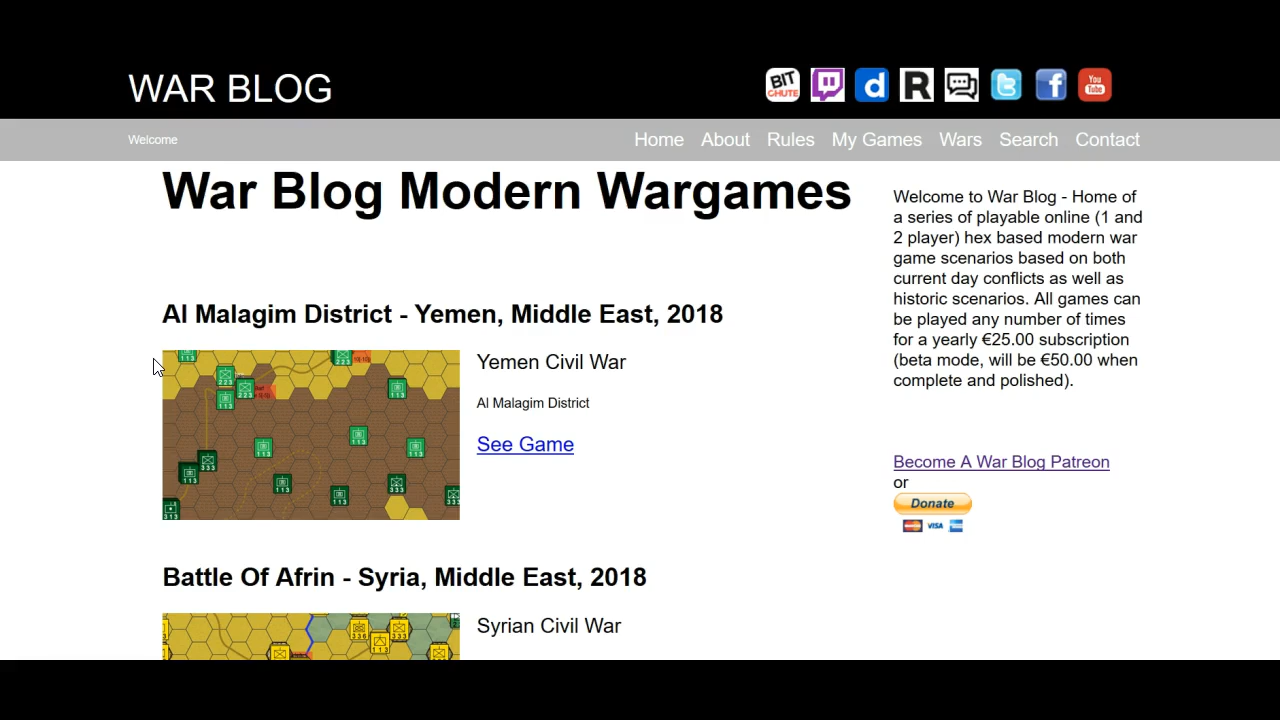 WAR BLOG
BIT
CHUTE
d
R
t
f
You
Tube
Welcome
Home About Rules My Games Wars Search Contact
War Blog Modern Wargames
Al Malagim District - Yemen, Middle East, 2018
Yemen Civil War
Al Malagim District
See Game
Battle Of Afrin - Syria, Middle East, 2018
Syrian Civil War
Welcome to War Blog - Home of
a series of playable online (1 and
2 player) hex based modern war
game scenarios based on both
current day conflicts as well as
historic scenarios. All games can
be played any number of times
for a yearly €25.00 subscription
(beta mode, will be €50.00 when
complete and polished).
Become A War Blog Patreon
or
Donate
VISA